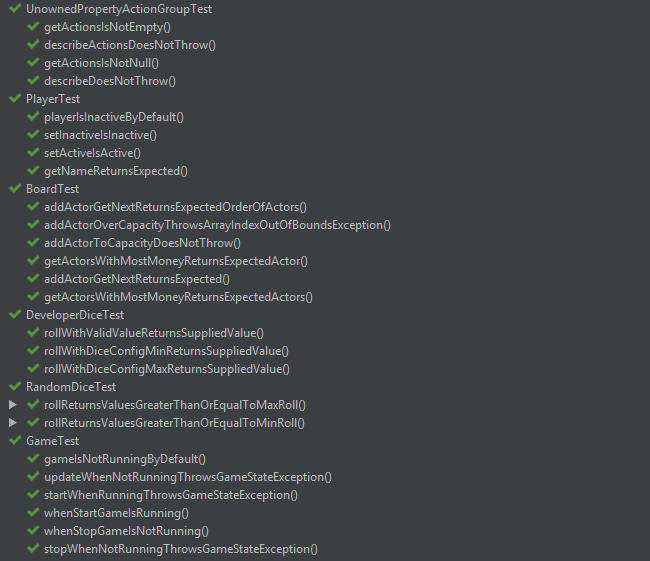 UnownedPropertyActionGroupTest
getActionsIsNotEmpty()
describeActionsDoesNotThrow()
getActionsIsNotNull()
describeDoesNotThrow()
PlayerTest
playerIsInactiveByDefault()
setInactiveIsInactive()
setActiveIsActive()
getNameReturnsExpected()
BoardTest
addActorGetNextReturnsExpectedOrderOfActors()
addActorOverCapacityThrowsArrayIndexOutOfBoundsException()
addActorToCapacityDoesNotThrow()
getActorsWithMostMoneyReturnsExpectedActor()
addActorGetNextReturnsExpected()
getActorsWithMostMoneyReturnsExpectedActors()
DeveloperDiceTest
rollWithValidValueReturnsSuppliedValue()
rollWithDiceConfigMinReturnsSuppliedValue()
rollWithDiceConfigMaxReturnsSuppliedValue()
RandomDiceTest
rollReturnsValuesGreaterThanOrEqualToMaxRoll()
rollReturnsValuesGreaterThanOrEqualToMinRoll()
GameTest
gameIsNotRunningByDefault()
updateWhenNotRunningThrowsGameStateException()
startWhenRunningThrowsGameStateException()
whenStartGameIsRunning()
whenStopGameIsNotRunning()
stopWhenNotRunningThrowsGameStateException()